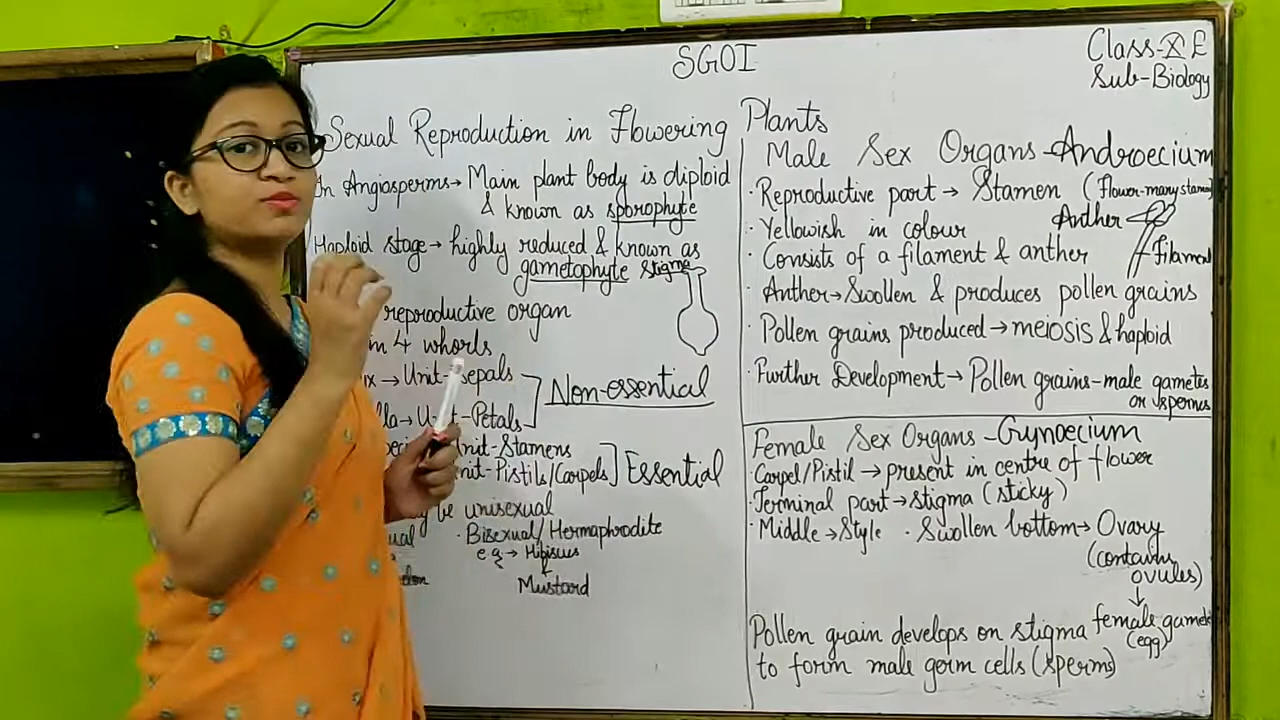 SGOI
Class-X E
Sub-Biology
Sexual Reproduction in Flowering Plants
In Angiosperms→ Main plant body is diploid
& known as sporophyte
Haploid stage→ highly reduced & known as
gametophyte
Stigma
reproductive organ
in 4 whorls
→ Unit-Sepals
→ Unit-Petals
Non-essential
Unit-Stamens
Unit-Pistils/Carpels
Essential
may be unisexual
· Bisexual/Hermaphrodite
e.g→ Hibiscus
&
Mustard
Male Sex Organs-Androecium
· Reproductive part → Stamen (Flower-many stamens)
· Yellowish in colour
Anther
· Consists of a filament & anther
Filament
· Anther→Swollen & produces pollen grains
· Pollen grains produced→meiosis & haploid
· Further Development→ Pollen grains-male gametes
or sperms
Female Sex Organs-Gynoecium
· Carpel/Pistil →present in centre of flower
· Terminal part→stigma (sticky)
· Middle →Style · Swollen bottom→ Ovary
(contains
ovules)
↓
female gamete
(egg)
Pollen grain develops on stigma
to form male germ cells (sperms)